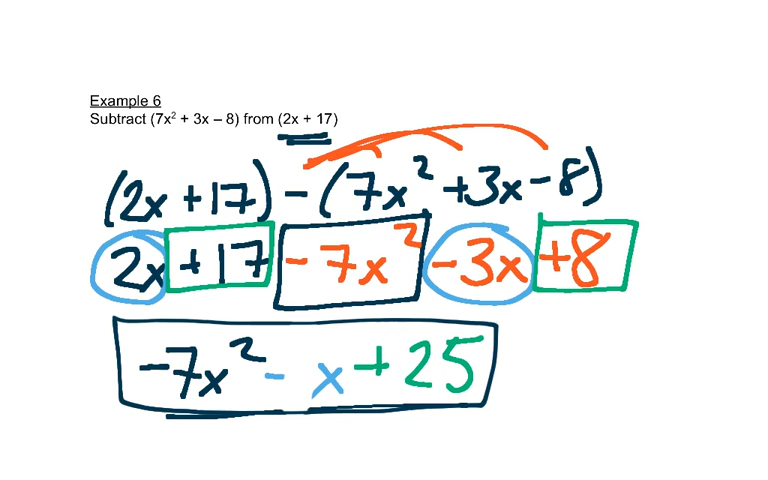 Example 6
Subtract (7x² + 3x – 8) from (2x + 17)
(2x +17) - (7x² +3x -8)
2x +17 -7x² -3x +8
-7x² - x +25